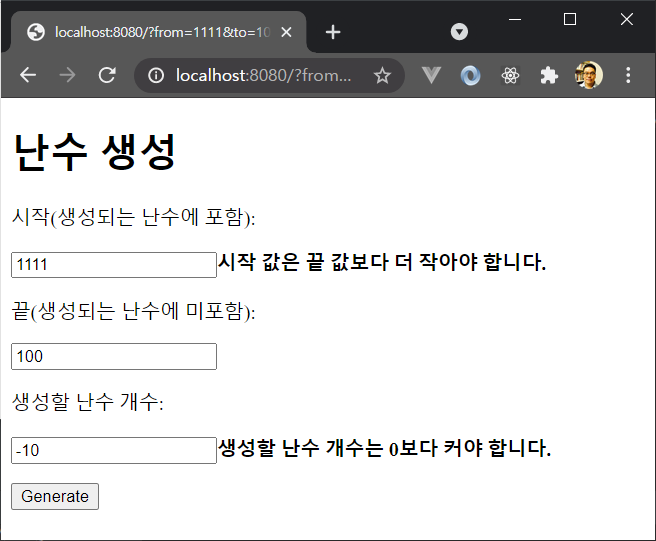 localhost:8080/?from=1111&to=10
localhost:8080/?from...
난수 생성
시작(생성되는 난수에 포함):
1111 시작 값은 끝 값보다 더 작아야 합니다.
끝(생성되는 난수에 미포함):
100
생성할 난수 개수:
-10 생성할 난수 개수는 0보다 커야 합니다.
Generate